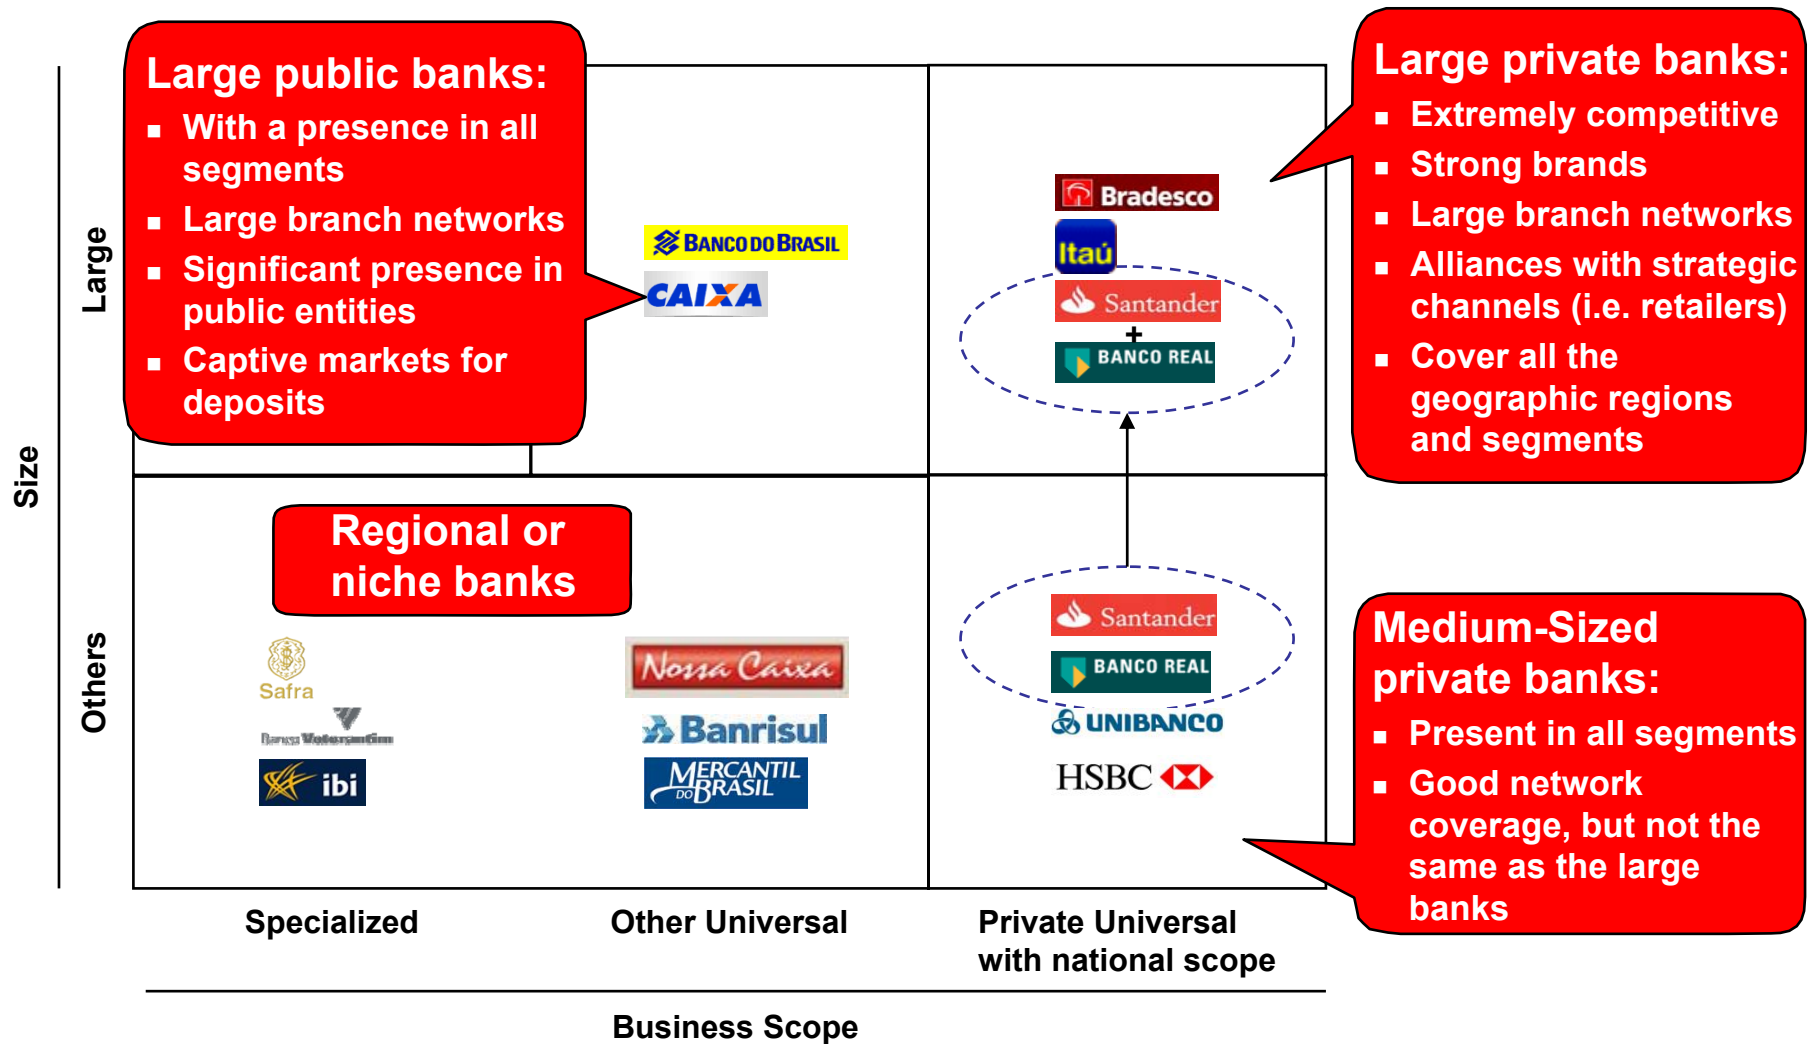 Large public banks:
With a presence in all
segments
Large branch networks
Significant presence in
public entities
Captive markets for
deposits
Large private banks:
Extremely competitive
Strong brands
Large branch networks
Alliances with strategic
channels (i.e. retailers)
Cover all the
geographic regions
and segments
Size
Large
BANCO DO BRASIL
CAIXA
Bradesco
Itaú
Santander
+
BANCO REAL
Others
Regional or
niche banks
Safra
Banco Votorantim
ibi
Nossa Caixa
Banrisul
MERCANTIL
DO BRASIL
Santander
BANCO REAL
UNIBANCO
HSBC
Medium-Sized
private banks:
Present in all segments
Good network
coverage, but not the
same as the large
banks
Specialized
Other Universal
Private Universal
with national scope
Business Scope